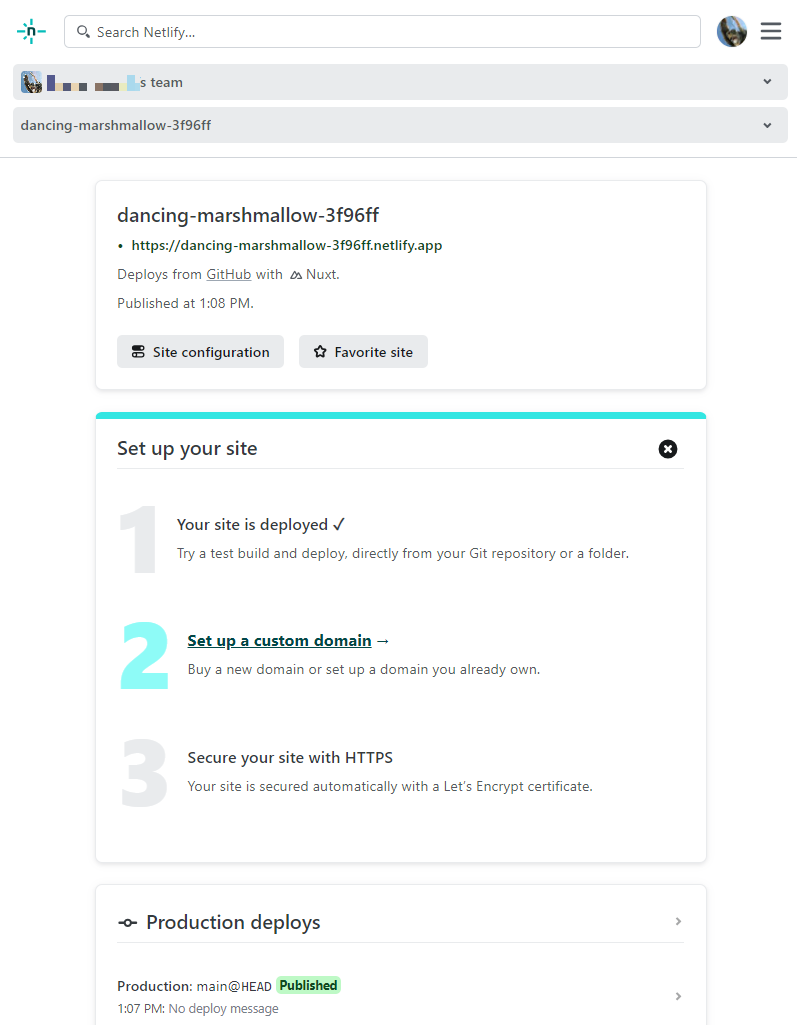 n
Search Netlify...
s team
dancing-marshmallow-3f96ff
dancing-marshmallow-3f96ff
• https://dancing-marshmallow-3f96ff.netlify.app
Deploys from GitHub with Nuxt.
Published at 1:08 PM.
Site configuration
Favorite site
Set up your site
1
Your site is deployed ✓
Try a test build and deploy, directly from your Git repository or a folder.
2
Set up a custom domain →
Buy a new domain or set up a domain you already own.
3
Secure your site with HTTPS
Your site is secured automatically with a Let’s Encrypt certificate.
Production deploys
Production: main@HEAD Published
1:07 PM: No deploy message